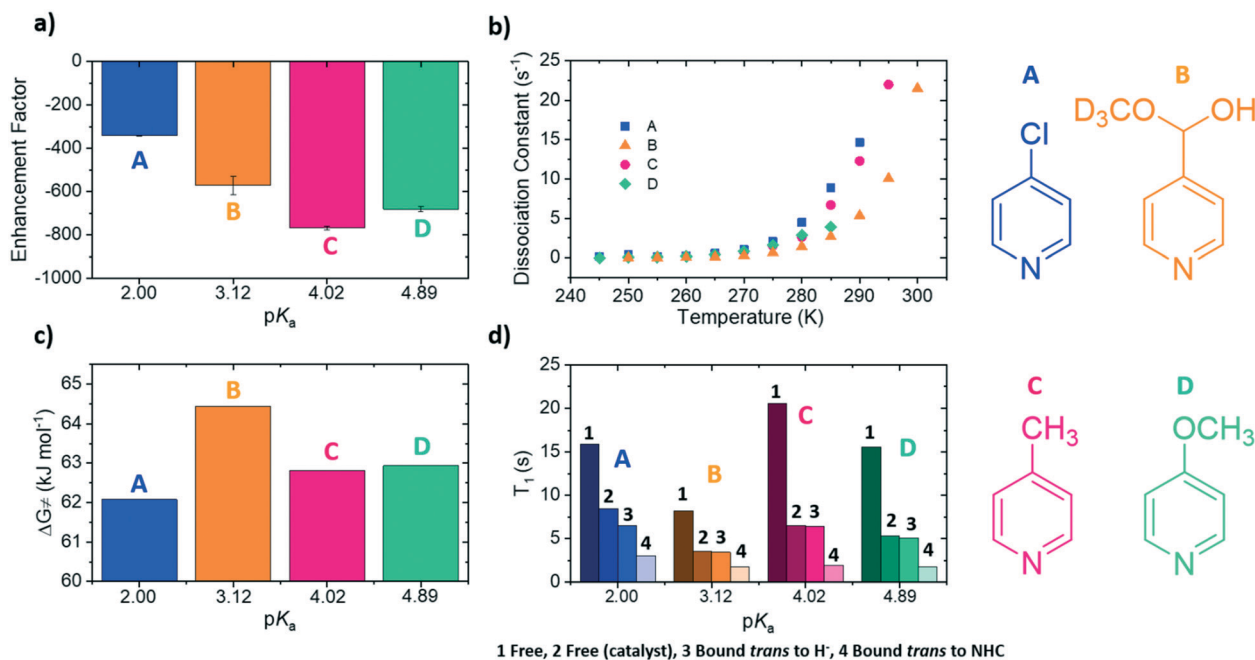 a)
Enhancement Factor
0
-200
-400
-600
-800
-1000
A
B
C
D
2.00 3.12 4.02 4.89
pKa
b)
Dissociation Constant (s⁻¹)
25
20
15
10
5
0
A
B
C
D
240 250 260 270 280 290 300
Temperature (K)
A
Cl
N
B
D₃C O OH
N
c)
ΔG≠ (kJ mol⁻¹)
65
64
63
62
61
60
A
B
C
D
2.00 3.12 4.02 4.89
pKa
d)
T₁ (s)
25
20
15
10
5
0
1 2 3 4
A
1 2 3 4
B
1 2 3 4
C
1 2 3 4
D
2.00 3.12 4.02 4.89
pKa
C
CH₃
N
D
OCH₃
N
1 Free, 2 Free (catalyst), 3 Bound trans to H⁻, 4 Bound trans to NHC